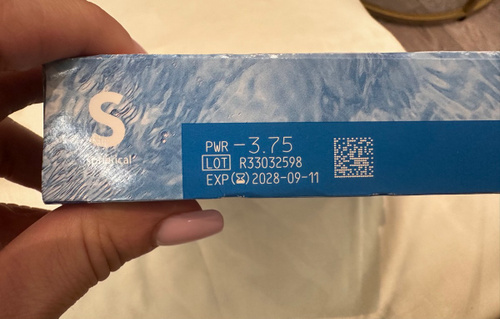 S
spherical
PWR -3.75
LOT R33032598
EXP 2028-09-11